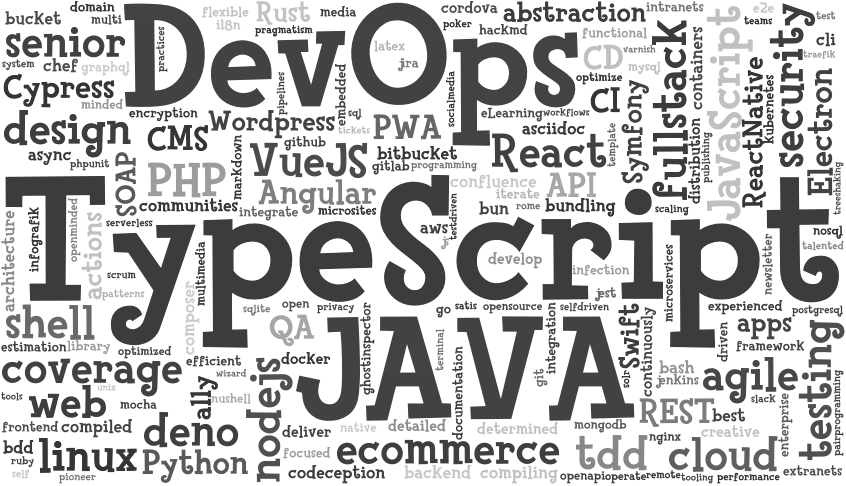 domain
bucket
multi
flexible
il8n
Rust
media
cordova
poker
abstraction
intranets
e2e
teams
test
senior
practices
DevOps
pragmatism
latex
jra
hackmd
functional
CD
varnish
mysql
fullstack
containers
JavaScript
security
cli
traefik
system
chef
graphql
Cypress
minded
encryption
pipelines
embedded
sql
socialmedia
eLearning
workflows
optimize
CI
Symfony
ReactNative
kubernetes
Electron
design
CMS
Wordpress
tickets
PWA
asciidoc
template
distribution
publishing
async
phpunit
SOAP
PHP
markdown
github
VueJS
bitbucket
gitlab
programming
React
treeshaking
communities
Angular
confluence
iterate
API
integrate
microsites
bun
rome
bundling
scaling
architecture
infografik
openminded
actions
serverless
TypeScript
aws
js
testdriven
develop
infection
jest
microservices
newsletter
nosql
talented
scrum
patterns
multimedia
composer
sqlite
open
privacy
go
satis
opensource
selfdriven
experienced
postgresql
shell
QA
JAVA
ghostinspector
terminal
integration
Swift
continuously
driven
apps
framework
testing
estimation
library
optimized
efficient
wizard
docker
documentation
git
solr
bash
jenkins
agile
pairprogramming
coverage
unix
a11y
nushell
nodejs
tools
web
mocha
REST
best
slack
enterprise
frontend
compiled
deno
deliver
native
detailed
determined
mongodb
nginx
creative
bdd
ruby
linux
Python
focused
ecommerce
tdd
cloud
self
pioneer
codeception
backend
compiling
openapi
operate
remote
tooling
performance
extranets